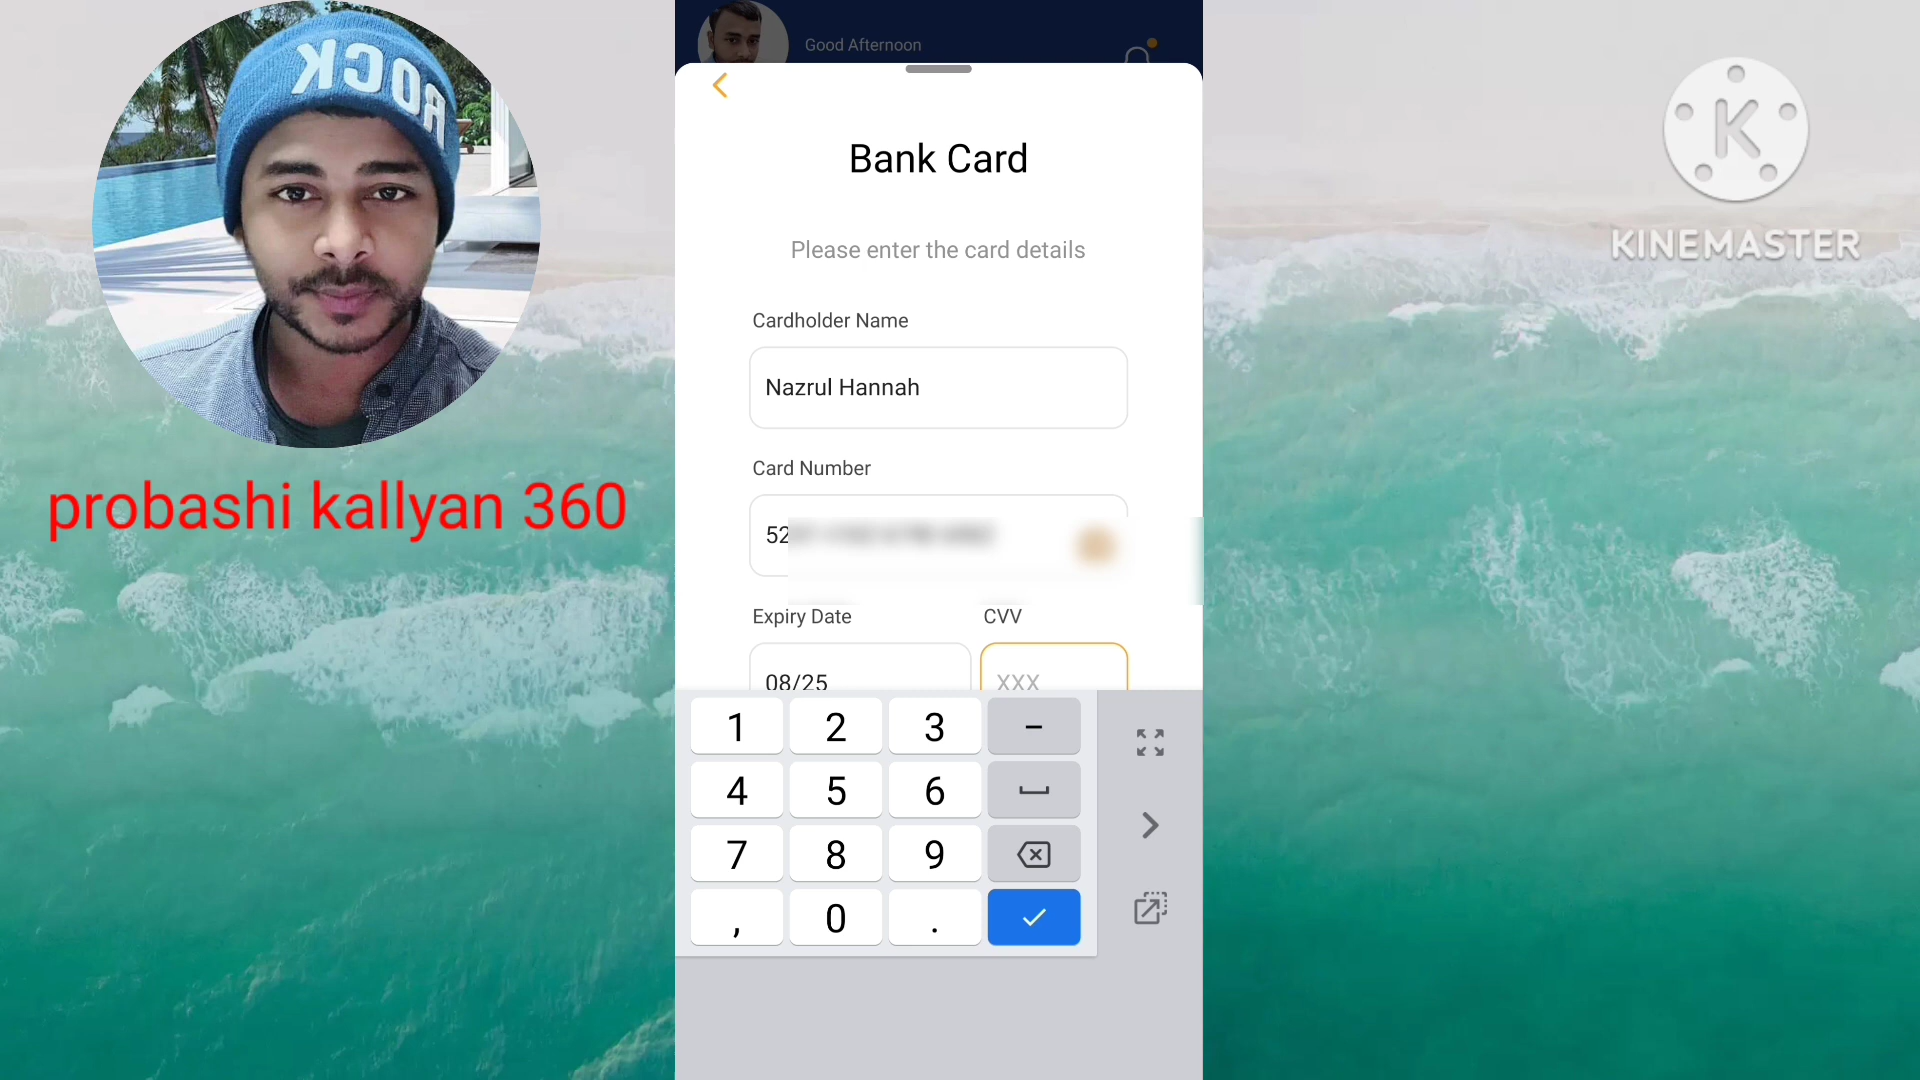 ROCK
probashi kallyan 360
Good Afternoon
Bank Card
Please enter the card details
Cardholder Name
Nazrul Hannah
Card Number
52
Expiry Date
CVV
08/25
XXX
1 2 3 –
4 5 6
7 8 9
, 0 .
K
KINEMASTER